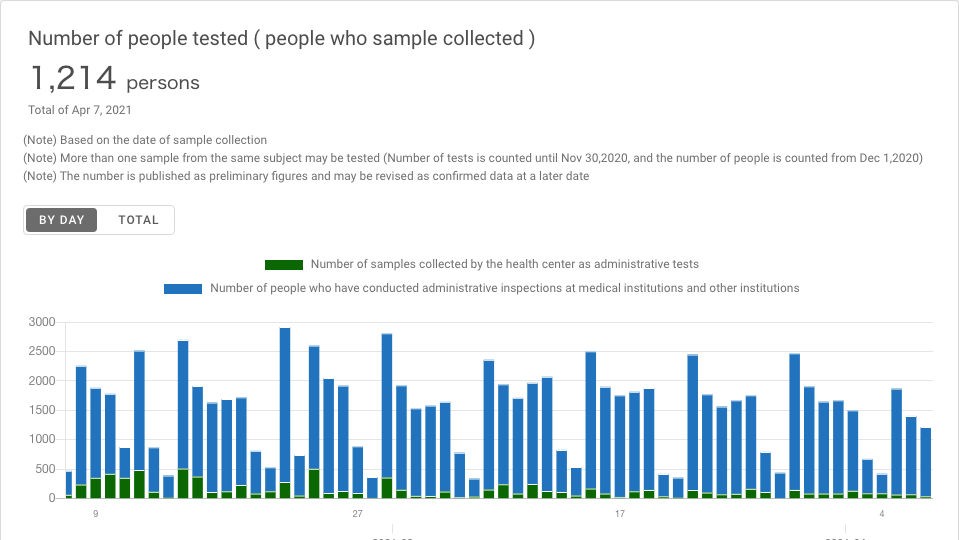 Number of people tested ( people who sample collected )
1,214 persons
Total of Apr 7, 2021
(Note) Based on the date of sample collection
(Note) More than one sample from the same subject may be tested (Number of tests is counted until Nov 30,2020, and the number of people is counted from Dec 1,2020)
(Note) The number is published as preliminary figures and may be revised as confirmed data at a later date
BY DAY TOTAL
Number of samples collected by the health center as administrative tests
Number of people who have conducted administrative inspections at medical institutions and other institutions
3000
2500
2000
1500
1000
500
0
9 27 17 4